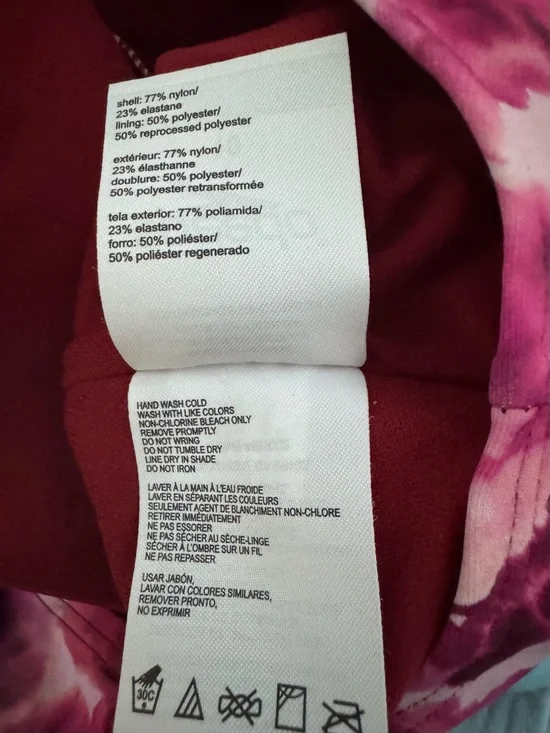 shell: 77% nylon/
23% elastane
lining: 50% polyester/
50% reprocessed polyester
extérieur: 77% nylon/
23% élasthanne
doublure: 50% polyester/
50% polyester retransformée
tela exterior: 77% poliamida/
23% elastano
forro: 50% poliéster/
50% poliéster regenerado
HAND WASH COLD
WASH WITH LIKE COLORS
NON-CHLORINE BLEACH ONLY
REMOVE PROMPTLY
DO NOT WRING
DO NOT TUMBLE DRY
LINE DRY IN SHADE
DO NOT IRON
LAVER À LA MAIN À L'EAU FROIDE
LAVER EN SÉPARANT LES COULEURS
SEULEMENT AGENT DE BLANCHIMENT NON-CHLORE
RETIRER IMMÉDIATEMENT
NE PAS ESSORER
NE PAS SÉCHER AU SÈCHE-LINGE
SÉCHER À L'OMBRE SUR UN FIL
NE PAS REPASSER
USAR JABÓN,
LAVAR CON COLORES SIMILARES,
REMOVER PRONTO,
NO EXPRIMIR
30C